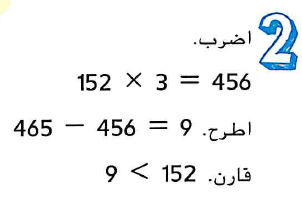 2 اضرب.
152 × 3 = 456
اطرح. 465 − 456 = 9
قارن. 9 < 152